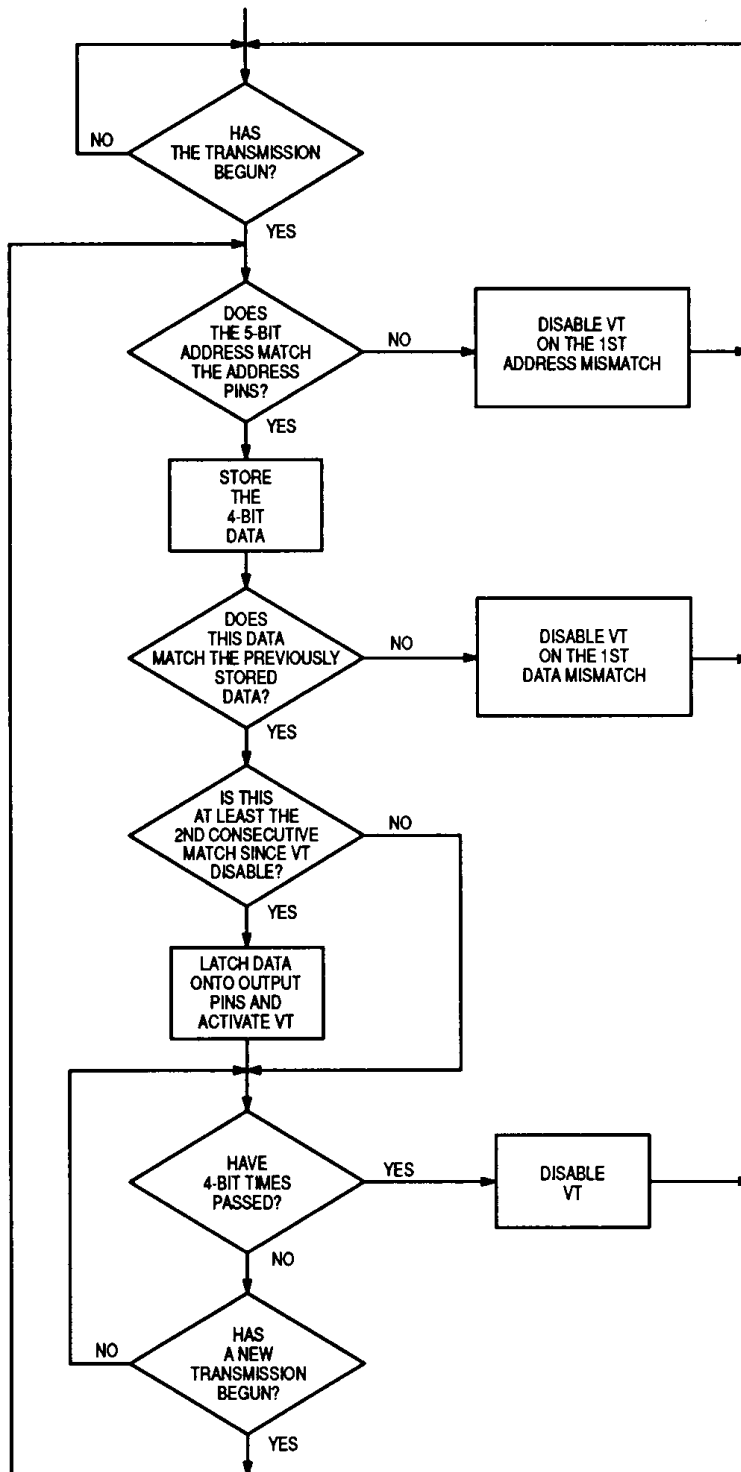 HAS
THE TRANSMISSION
BEGUN?
NO
YES
DOES
THE 5-BIT
ADDRESS MATCH
THE ADDRESS
PINS?
NO
DISABLE VT
ON THE 1ST
ADDRESS MISMATCH
YES
STORE
THE
4-BIT
DATA
DOES
THIS DATA
MATCH THE PREVIOUSLY
STORED
DATA?
NO
DISABLE VT
ON THE 1ST
DATA MISMATCH
YES
IS THIS
AT LEAST THE
2ND CONSECUTIVE
MATCH SINCE VT
DISABLE?
NO
YES
LATCH DATA
ONTO OUTPUT
PINS AND
ACTIVATE VT
HAVE
4-BIT TIMES
PASSED?
YES
DISABLE
VT
NO
HAS
A NEW
TRANSMISSION
BEGUN?
NO
YES